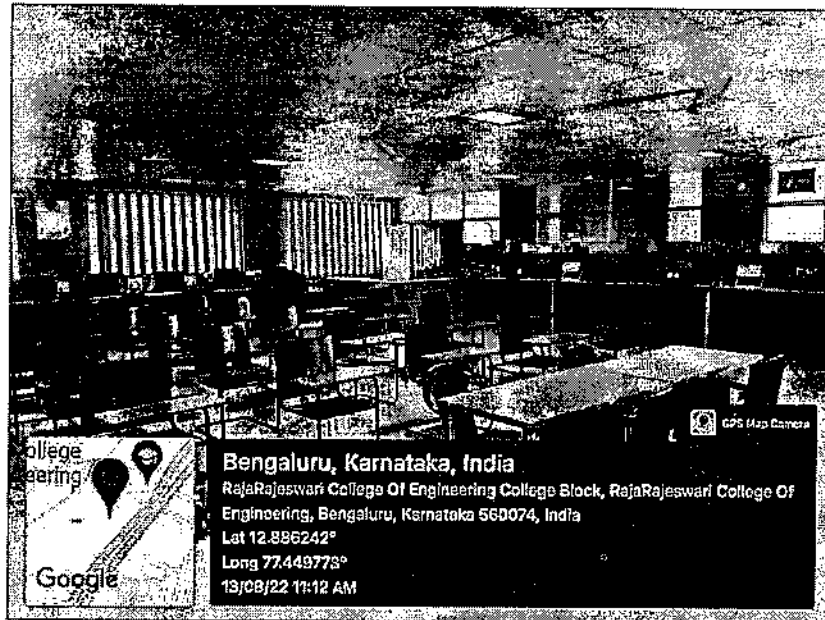 GPS Map Camera
ollege
eering
Google
Bengaluru, Karnataka, India
RajaRajeswari College Of Engineering College Block, RajaRajeswari College Of
Engineering, Bengaluru, Karnataka 560074, India
Lat 12.886242°
Long 77.449773°
13/08/22 11:12 AM